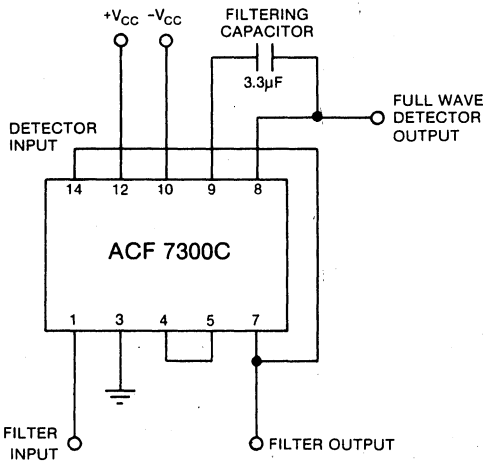 +VCC -VCC
FILTERING
CAPACITOR
3.3µF
FULL WAVE
DETECTOR
OUTPUT
DETECTOR
INPUT
14 12 10 9 8
ACF 7300C
1 3 4 5 7
FILTER
INPUT
FILTER OUTPUT